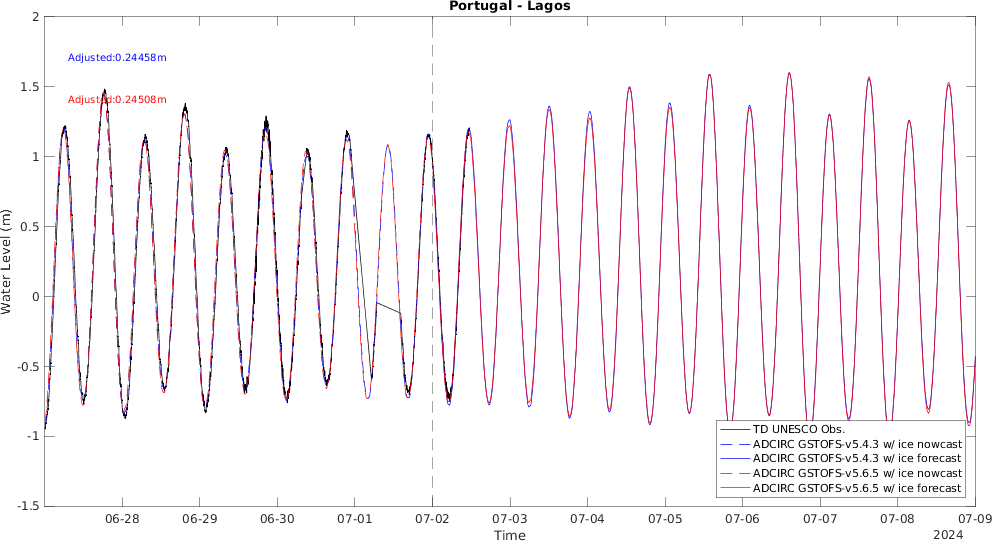 Portugal - Lagos
Adjusted:0.24458m
Adjusted:0.24508m
Water Level (m)
2
1.5
1
0.5
0
-0.5
-1
-1.5
TD UNESCO Obs.
ADCIRC GSTOFS-v5.4.3 w/ ice nowcast
ADCIRC GSTOFS-v5.4.3 w/ ice forecast
ADCIRC GSTOFS-v5.6.5 w/ ice nowcast
ADCIRC GSTOFS-v5.6.5 w/ ice forecast
06-28 06-29 06-30 07-01 07-02 07-03 07-04 07-05 07-06 07-07 07-08 07-09
Time
2024